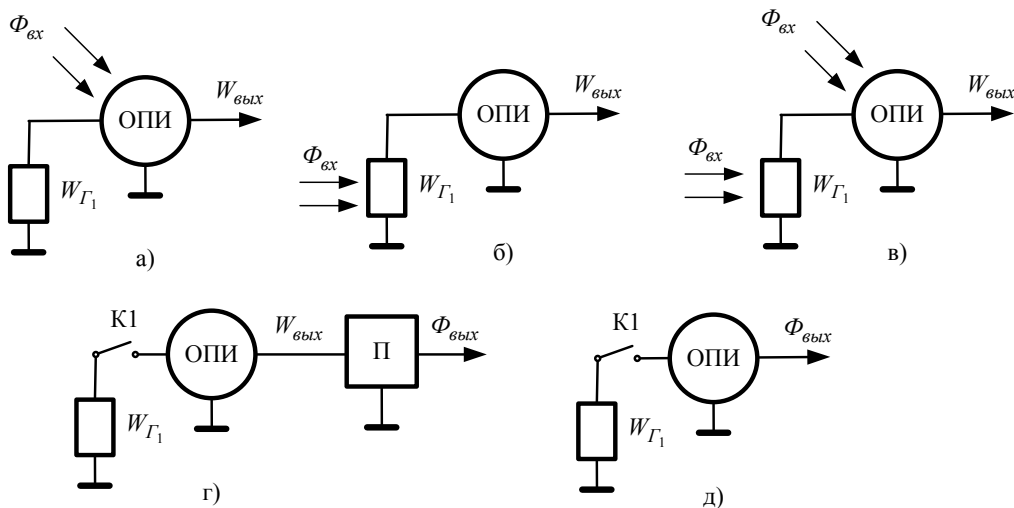 Φвх
Wвых
ОПИ
WГ1
а)
Wвых
ОПИ
Φвх
WГ1
б)
Φвх
Wвых
ОПИ
Φвх
WГ1
в)
К1
ОПИ
Wвых
П
Φвых
WГ1
г)
К1
ОПИ
Φвых
WГ1
д)